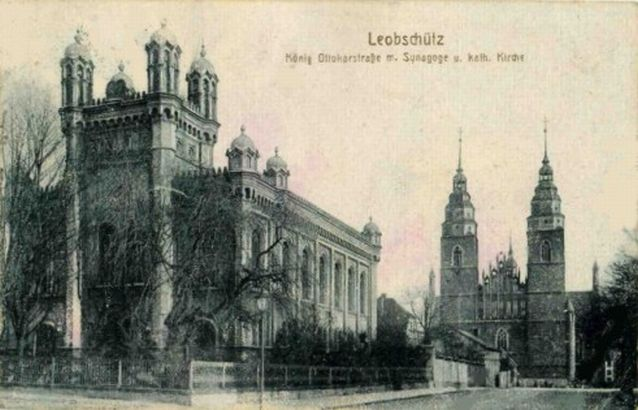 Leobschütz
König Ottokarstraße m. Synagoge u. kath. Kirche